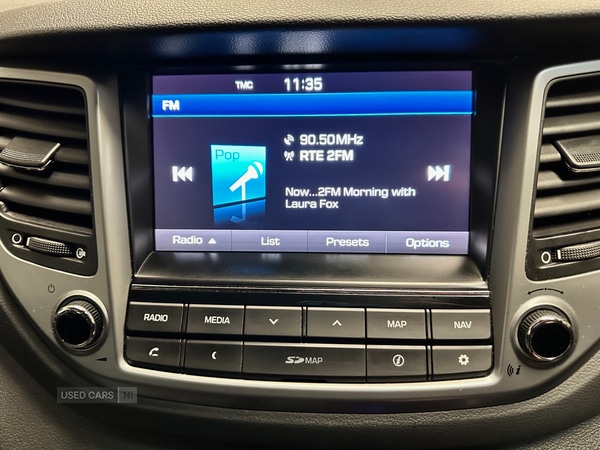 TMC 11:35
FM
Pop
90.50MHz
RTE 2FM
Now...2FM Morning with
Laura Fox
Radio List Presets Options
RADIO MEDIA MAP NAV
SD MAP
USED CARS NI